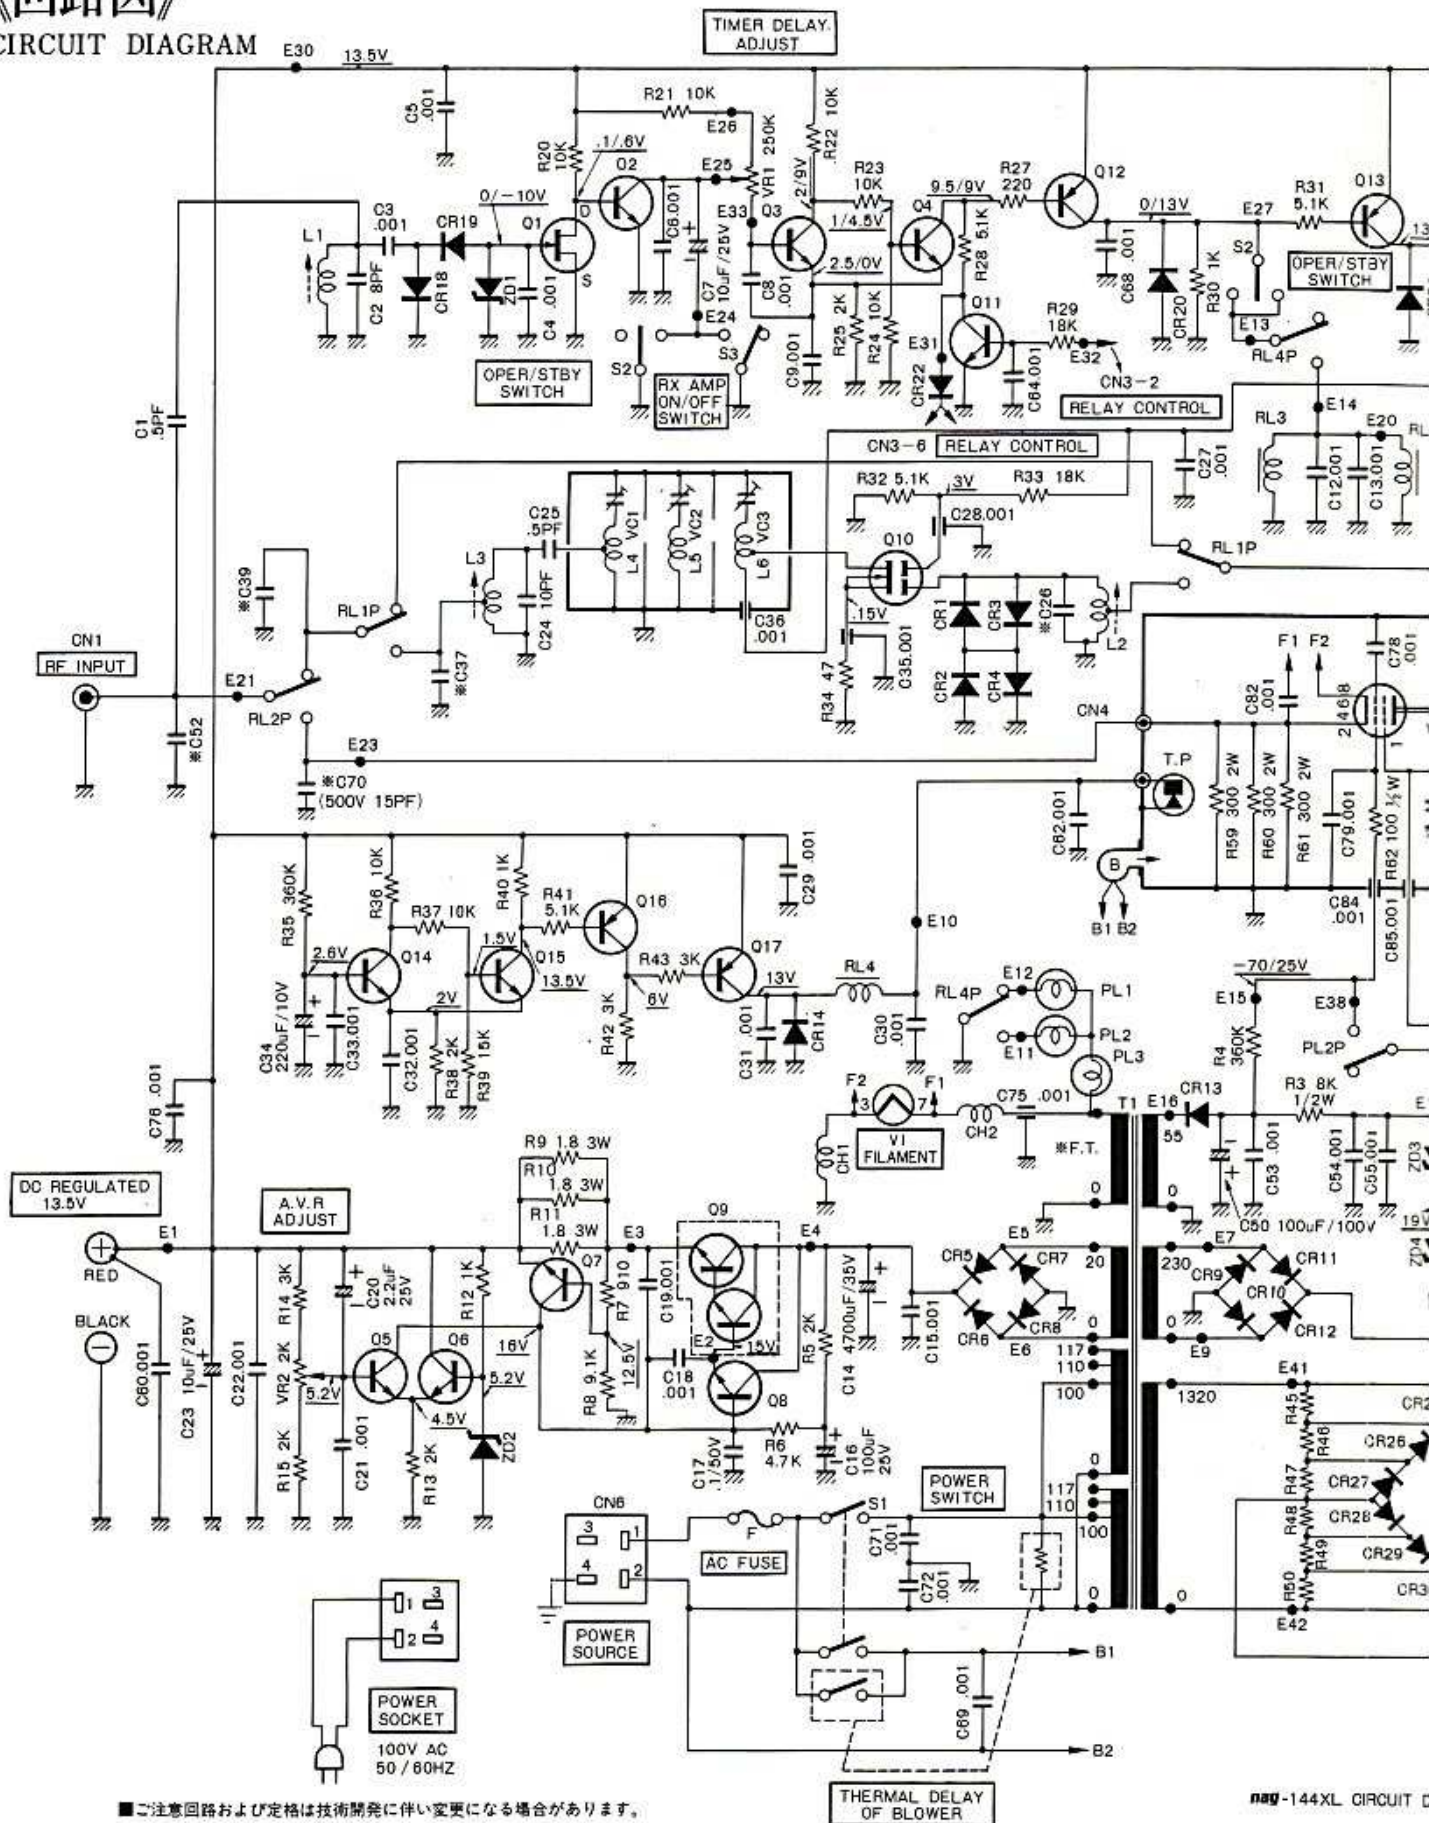 《回路図》
CIRCUIT DIAGRAM
TIMER DELAY.
ADJUST
E30
13.5V
C5
.001
R21 10K
E26
R20
10K
.1/.6V
Q2
E25
VR1 250K
R22 10K
2/9V
R23
10K
9.5/9V
R27
220
Q12
R31
5.1K
Q13
0/-10V
C3
.001
CR19
Q1
D
S
C6.001
E33
Q3
1/4.5V
Q4
0/13V
E27
S2
13
L1
C2 8PF
CR18
ZD1
C4 .001
C7
10uF/25V
E24
C8
.001
2.5/0V
R28 5.1K
C68 .001
CR20
R30 1K
OPER/STBY
SWITCH
E13
RL4P
OPER/STBY
SWITCH
S2
RX AMP
ON/OFF
SWITCH
S3
C9.001
R25 2K
R24 10K
E31
CR22
Q11
R29
18K
E32
C64.001
CN3-2
RELAY CONTROL
E14
C1
.5PF
CN3-6
RELAY CONTROL
C27
.001
RL3
C12.001
C13.001
E20
RL
R32 5.1K
3V
R33 18K
C28.001
C25
.5PF
VC1
L4
VC2
L5
VC3
L6
Q10
RL1P
※C39
L3
C24 10PF
RL1P
※C37
C36
.001
.15V
R34 47
C35.001
CR1
CR3
CR2
CR4
※C26
L2
CN1
RF INPUT
E21
RL2P
※C52
E23
※C70
(500V 15PF)
CN4
F1 F2
C78
.001
C82
.001
2 4 6 8
1
T.P
C62.001
B
B1 B2
R59 300 2W
R60 300 2W
R61 300 2W
C79.001
R62 100 ½W
C84
.001
C85.001
R35 360K
R36 10K
R37 10K
R40 1K
R41
5.1K
Q16
C29 .001
E10
2.6V
Q14
1.5V
Q15
13.5V
R43 3K
Q17
13V
RL4
6V
R42 3K
2V
C34
220uF/10V
C33.001
C32.001
R38 2K
R39 15K
C31 .001
CR14
C30
.001
RL4P
E12
PL1
E11
PL2
PL3
-70/25V
E15
E38
R4
360K
PL2P
C76 .001
F2
3
7
F1
V1
FILAMENT
CH1
CH2
C75 .001
※F.T.
T1
E16
55
CR13
R3 8K
1/2W
E
0
0
C53 .001
C54.001
C55.001
ZD3
C50 100uF/100V
19V
ZD4
R9 1.8 3W
R10
1.8 3W
R11
1.8 3W
DC REGULATED
13.5V
A.V.R
ADJUST
E1
RED
BLACK
C60.001
C23 10uF/25V
C22.001
R14 3K
VR2 2K
R15 2K
C20
2.2uF
25V
R12 1K
5.2V
Q5
Q6
5.2V
4.5V
C21 .001
R13 2K
ZD2
Q7
16V
R7 910
E3
R8 9.1K
12.5V
C19.001
Q9
E2
15V
C18
.001
Q8
E4
R5 2K
C14 4700uF/35V
C15.001
R6
4.7K
C17
.1/50V
C16
100uF
25V
E5
20
CR5
CR7
CR6
CR8
E6
0
117
110
100
0
117
110
100
0
E7
230
CR9
CR11
CR10
CR12
E9
0
E41
1320
R45
R46
R47
R48
R49
R50
E42
0
CR2
CR26
CR27
CR28
CR29
CR3
CN6
3
1
4
2
POWER
SOURCE
F
AC FUSE
S1
POWER
SWITCH
C71
.001
C72
.001
B1
C69 .001
B2
THERMAL DELAY
OF BLOWER
1
3
2
4
POWER
SOCKET
100V AC
50/60HZ
■ご注意回路および定格は技術開発に伴い変更になる場合があります。
nag-144XL CIRCUIT D